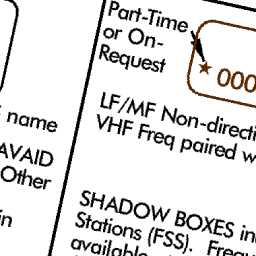 Part-Time
or On-
Request
000
LF/MF Non-directi
VHF Freq paired w
name
AVAID
Other
in
SHADOW BOXES in
Stations (FSS). Frequ
available